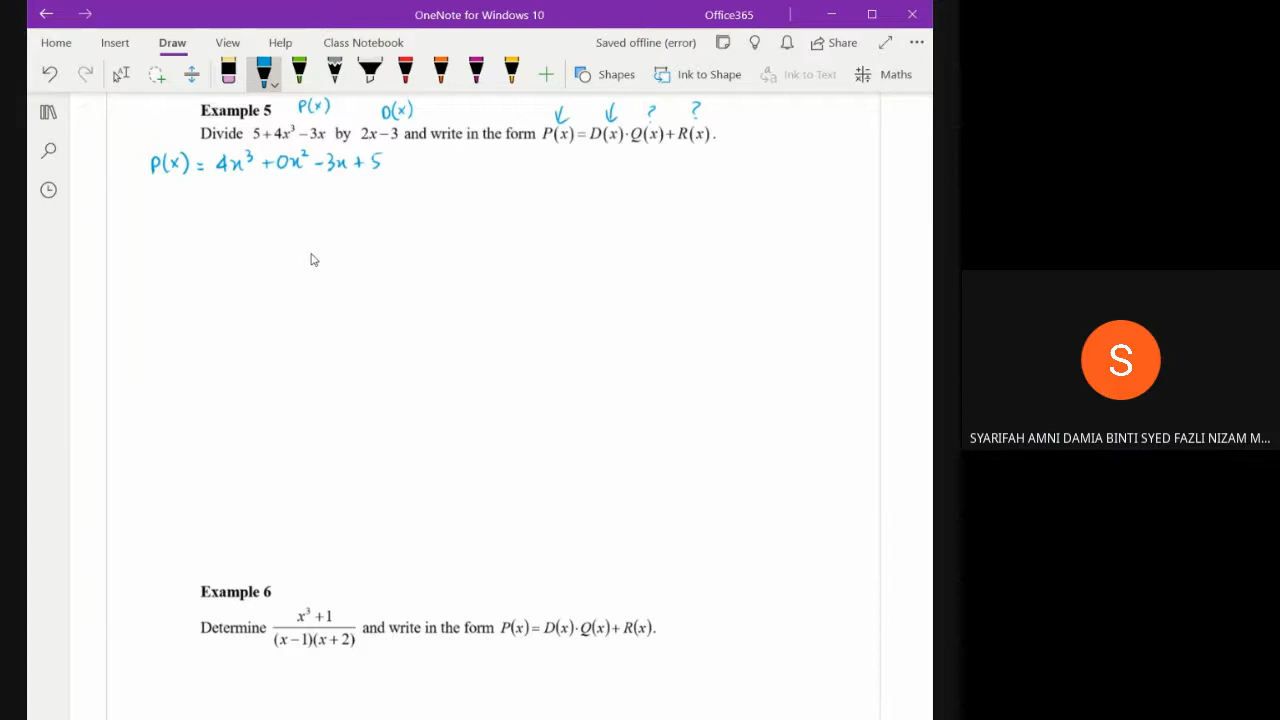 OneNote for Windows 10
Office365
Home Insert Draw View Help Class Notebook
Saved offline (error)
Share
Shapes
Ink to Shape
Ink to Text
Maths
Example 5 P(x) D(x) ↓ ↓ ? ?
Divide 5+4x³−3x by 2x−3 and write in the form P(x)=D(x)·Q(x)+R(x).
P(x) = 4x³ + 0x² − 3x + 5
Example 6
Determine (x³+1)/((x−1)(x+2)) and write in the form P(x)=D(x)·Q(x)+R(x).
S
SYARIFAH AMNI DAMIA BINTI SYED FAZLI NIZAM M...